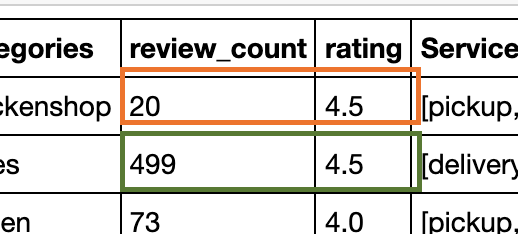 egories review_count rating Service
ckenshop 20 4.5 [pickup,
es 499 4.5 [delivery
en 73 4.0 [pickup,